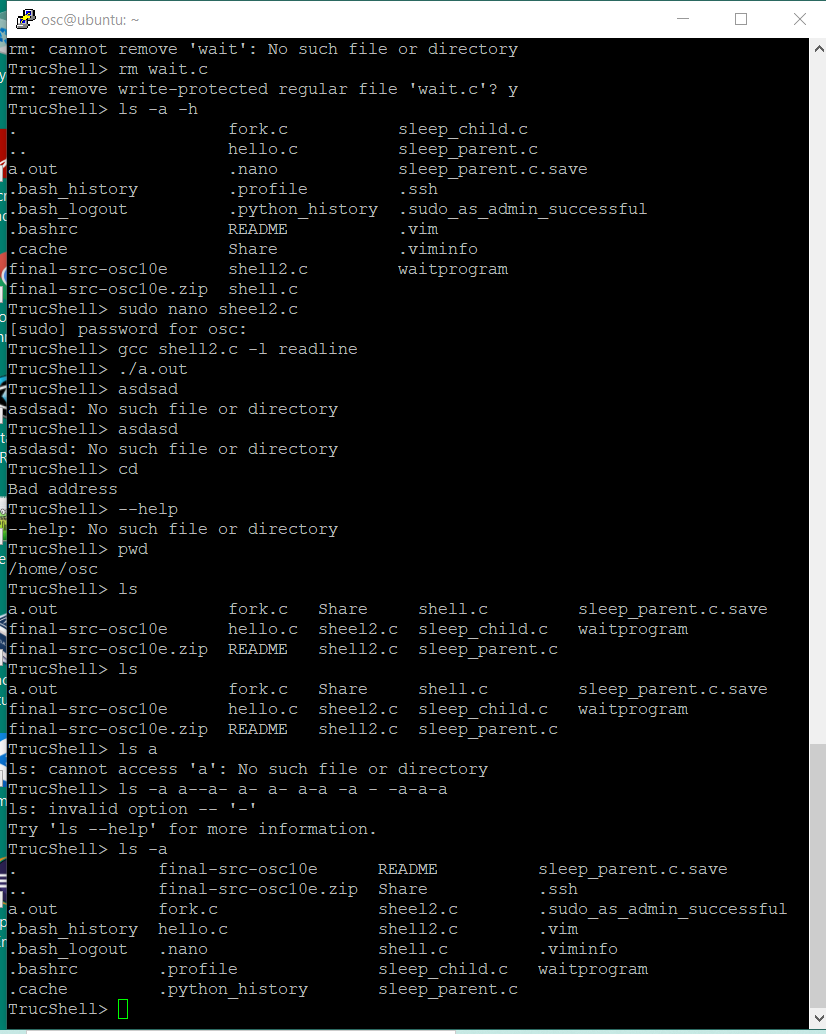 osc@ubuntu: ~
rm: cannot remove 'wait': No such file or directory
TrucShell> rm wait.c
rm: remove write-protected regular file 'wait.c'? y
TrucShell> ls -a -h
. fork.c sleep_child.c
.. hello.c sleep_parent.c
a.out .nano sleep_parent.c.save
.bash_history .profile .ssh
.bash_logout .python_history .sudo_as_admin_successful
.bashrc README .vim
.cache Share .viminfo
final-src-osc10e shell2.c waitprogram
final-src-osc10e.zip shell.c
TrucShell> sudo nano sheel2.c
[sudo] password for osc:
TrucShell> gcc shell2.c -l readline
TrucShell> ./a.out
TrucShell> asdsad
asdsad: No such file or directory
TrucShell> asdasd
asdasd: No such file or directory
TrucShell> cd
Bad address
TrucShell> --help
--help: No such file or directory
TrucShell> pwd
/home/osc
TrucShell> ls
a.out fork.c Share shell.c sleep_parent.c.save
final-src-osc10e hello.c sheel2.c sleep_child.c waitprogram
final-src-osc10e.zip README shell2.c sleep_parent.c
TrucShell> ls
a.out fork.c Share shell.c sleep_parent.c.save
final-src-osc10e hello.c sheel2.c sleep_child.c waitprogram
final-src-osc10e.zip README shell2.c sleep_parent.c
TrucShell> ls a
ls: cannot access 'a': No such file or directory
TrucShell> ls -a a--a- a- a- a-a -a - -a-a-a
ls: invalid option -- '-'
Try 'ls --help' for more information.
TrucShell> ls -a
. final-src-osc10e README sleep_parent.c.save
.. final-src-osc10e.zip Share .ssh
a.out fork.c sheel2.c .sudo_as_admin_successful
.bash_history hello.c shell2.c .vim
.bash_logout .nano shell.c .viminfo
.bashrc .profile sleep_child.c waitprogram
.cache .python_history sleep_parent.c
TrucShell>